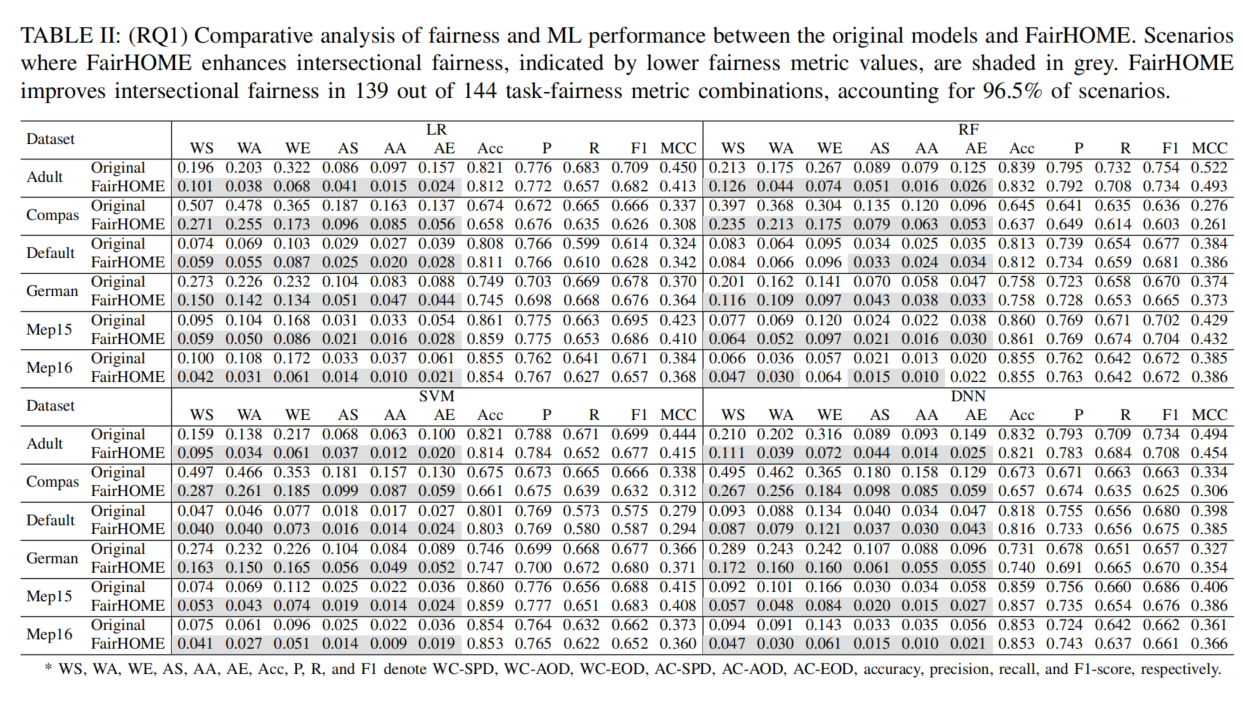 TABLE II: (RQ1) Comparative analysis of fairness and ML performance between the original models and FairHOME. Scenarios
where FairHOME enhances intersectional fairness, indicated by lower fairness metric values, are shaded in grey. FairHOME
improves intersectional fairness in 139 out of 144 task-fairness metric combinations, accounting for 96.5% of scenarios.
Dataset LR RF
WS WA WE AS AA AE Acc P R F1 MCC WS WA WE AS AA AE Acc P R F1 MCC
Adult Original 0.196 0.203 0.322 0.086 0.097 0.157 0.821 0.776 0.683 0.709 0.450 0.213 0.175 0.267 0.089 0.079 0.125 0.839 0.795 0.732 0.754 0.522
FairHOME 0.101 0.038 0.068 0.041 0.015 0.024 0.812 0.772 0.657 0.682 0.413 0.126 0.044 0.074 0.051 0.016 0.026 0.832 0.792 0.708 0.734 0.493
Compas Original 0.507 0.478 0.365 0.187 0.163 0.137 0.674 0.672 0.665 0.666 0.337 0.397 0.368 0.304 0.135 0.120 0.096 0.645 0.641 0.635 0.636 0.276
FairHOME 0.271 0.255 0.173 0.096 0.085 0.056 0.658 0.676 0.635 0.626 0.308 0.235 0.213 0.175 0.079 0.063 0.053 0.637 0.649 0.614 0.603 0.261
Default Original 0.074 0.069 0.103 0.029 0.027 0.039 0.808 0.766 0.599 0.614 0.324 0.083 0.064 0.095 0.034 0.025 0.035 0.813 0.739 0.654 0.677 0.384
FairHOME 0.059 0.055 0.087 0.025 0.020 0.028 0.811 0.766 0.610 0.628 0.342 0.084 0.066 0.096 0.033 0.024 0.034 0.812 0.734 0.659 0.681 0.386
German Original 0.273 0.226 0.232 0.104 0.083 0.088 0.749 0.703 0.669 0.678 0.370 0.201 0.162 0.141 0.070 0.058 0.047 0.758 0.723 0.658 0.670 0.374
FairHOME 0.150 0.142 0.134 0.051 0.047 0.044 0.745 0.698 0.668 0.676 0.364 0.116 0.109 0.097 0.043 0.038 0.033 0.758 0.728 0.653 0.665 0.373
Mep15 Original 0.095 0.104 0.168 0.031 0.033 0.054 0.861 0.775 0.663 0.695 0.423 0.077 0.069 0.120 0.024 0.022 0.038 0.860 0.769 0.671 0.702 0.429
FairHOME 0.059 0.050 0.086 0.021 0.016 0.028 0.859 0.775 0.653 0.686 0.410 0.064 0.052 0.097 0.021 0.016 0.030 0.861 0.769 0.674 0.704 0.432
Mep16 Original 0.100 0.108 0.172 0.033 0.037 0.061 0.855 0.762 0.641 0.671 0.384 0.066 0.036 0.057 0.021 0.013 0.020 0.855 0.762 0.642 0.672 0.385
FairHOME 0.042 0.031 0.061 0.014 0.010 0.021 0.854 0.767 0.627 0.657 0.368 0.047 0.030 0.064 0.015 0.010 0.022 0.855 0.763 0.642 0.672 0.386
Dataset SVM DNN
WS WA WE AS AA AE Acc P R F1 MCC WS WA WE AS AA AE Acc P R F1 MCC
Adult Original 0.159 0.138 0.217 0.068 0.063 0.100 0.821 0.788 0.671 0.699 0.444 0.210 0.202 0.316 0.089 0.093 0.149 0.832 0.793 0.709 0.734 0.494
FairHOME 0.095 0.034 0.061 0.037 0.012 0.020 0.814 0.784 0.652 0.677 0.415 0.111 0.039 0.072 0.044 0.014 0.025 0.821 0.783 0.684 0.708 0.454
Compas Original 0.497 0.466 0.353 0.181 0.157 0.130 0.675 0.673 0.665 0.666 0.338 0.495 0.462 0.365 0.180 0.158 0.129 0.673 0.671 0.663 0.663 0.334
FairHOME 0.287 0.261 0.185 0.099 0.087 0.059 0.661 0.675 0.639 0.632 0.312 0.267 0.256 0.184 0.098 0.085 0.059 0.657 0.674 0.635 0.625 0.306
Default Original 0.047 0.046 0.077 0.018 0.017 0.027 0.801 0.769 0.573 0.575 0.279 0.093 0.088 0.134 0.040 0.034 0.047 0.818 0.755 0.656 0.680 0.398
FairHOME 0.040 0.040 0.073 0.016 0.014 0.024 0.803 0.769 0.580 0.587 0.294 0.087 0.079 0.121 0.037 0.030 0.043 0.816 0.733 0.656 0.675 0.385
German Original 0.274 0.232 0.226 0.104 0.084 0.089 0.746 0.699 0.668 0.677 0.366 0.289 0.243 0.242 0.107 0.088 0.096 0.731 0.678 0.651 0.657 0.327
FairHOME 0.163 0.150 0.165 0.056 0.049 0.052 0.747 0.700 0.672 0.680 0.371 0.172 0.160 0.160 0.061 0.055 0.055 0.740 0.691 0.665 0.670 0.354
Mep15 Original 0.074 0.069 0.112 0.025 0.022 0.036 0.860 0.776 0.656 0.688 0.415 0.092 0.101 0.166 0.030 0.034 0.058 0.859 0.756 0.660 0.686 0.406
FairHOME 0.053 0.043 0.074 0.019 0.014 0.024 0.859 0.777 0.651 0.683 0.408 0.057 0.048 0.084 0.020 0.015 0.027 0.857 0.735 0.654 0.676 0.386
Mep16 Original 0.075 0.061 0.096 0.025 0.022 0.036 0.854 0.764 0.632 0.662 0.373 0.094 0.091 0.143 0.033 0.035 0.056 0.853 0.724 0.642 0.662 0.361
FairHOME 0.041 0.027 0.051 0.014 0.009 0.019 0.853 0.765 0.622 0.652 0.360 0.047 0.030 0.061 0.015 0.010 0.021 0.853 0.743 0.637 0.661 0.366
* WS, WA, WE, AS, AA, AE, Acc, P, R, and F1 denote WC-SPD, WC-AOD, WC-EOD, AC-SPD, AC-AOD, AC-EOD, accuracy, precision, recall, and F1-score, respectively.